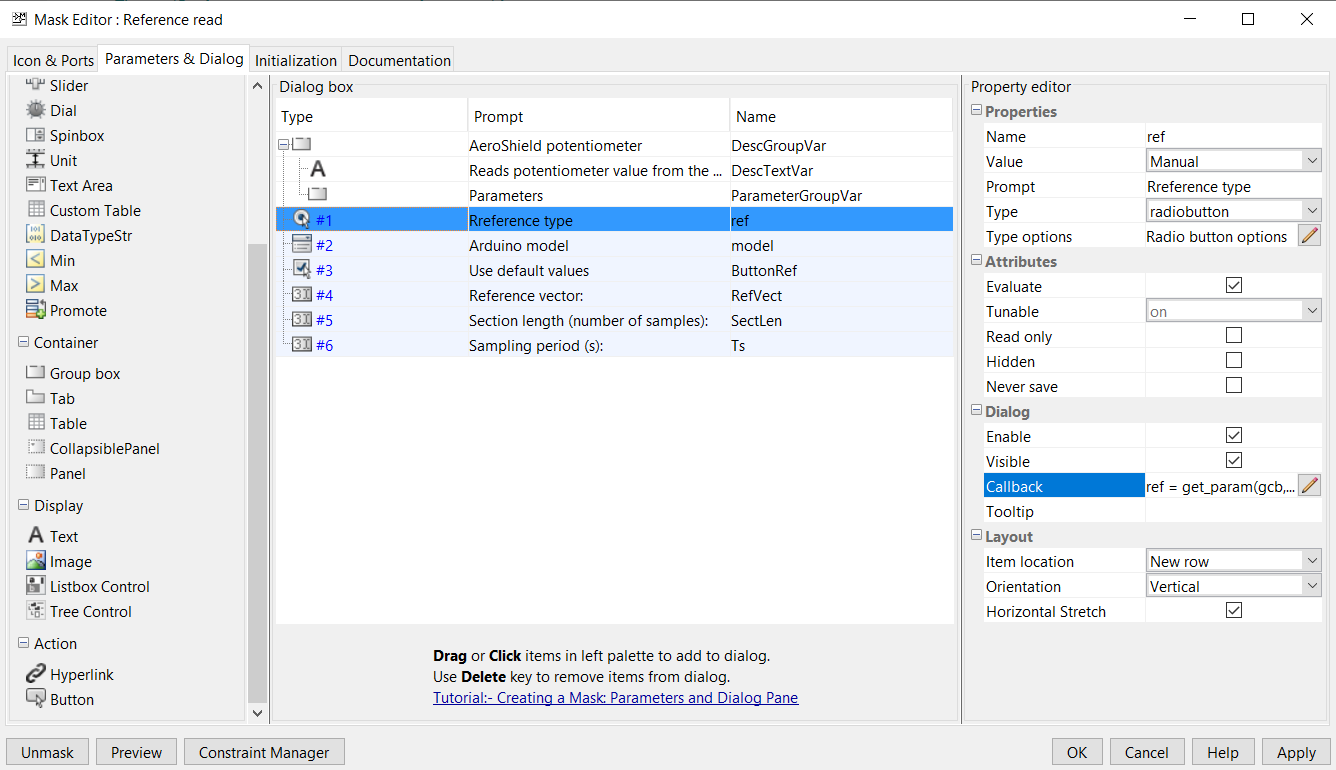 Mask Editor : Reference read
Icon & Ports Parameters & Dialog Initialization Documentation
Slider
Dial
Spinbox
Unit
Text Area
Custom Table
DataTypeStr
Min
Max
Promote
Container
Group box
Tab
Table
CollapsiblePanel
Panel
Display
Text
Image
Listbox Control
Tree Control
Action
Hyperlink
Button
Dialog box
Type Prompt Name
AeroShield potentiometer DescGroupVar
A Reads potentiometer value from the ... DescTextVar
Parameters ParameterGroupVar
#1 Rreference type ref
#2 Arduino model model
#3 Use default values ButtonRef
#4 Reference vector: RefVect
#5 Section length (number of samples): SectLen
#6 Sampling period (s): Ts
Drag or Click items in left palette to add to dialog.
Use Delete key to remove items from dialog.
Tutorial:- Creating a Mask: Parameters and Dialog Pane
Property editor
Properties
Name ref
Value Manual
Prompt Rreference type
Type radiobutton
Type options Radio button options
Attributes
Evaluate
Tunable on
Read only
Hidden
Never save
Dialog
Enable
Visible
Callback ref = get_param(gcb,...
Tooltip
Layout
Item location New row
Orientation Vertical
Horizontal Stretch
Unmask Preview Constraint Manager OK Cancel Help Apply